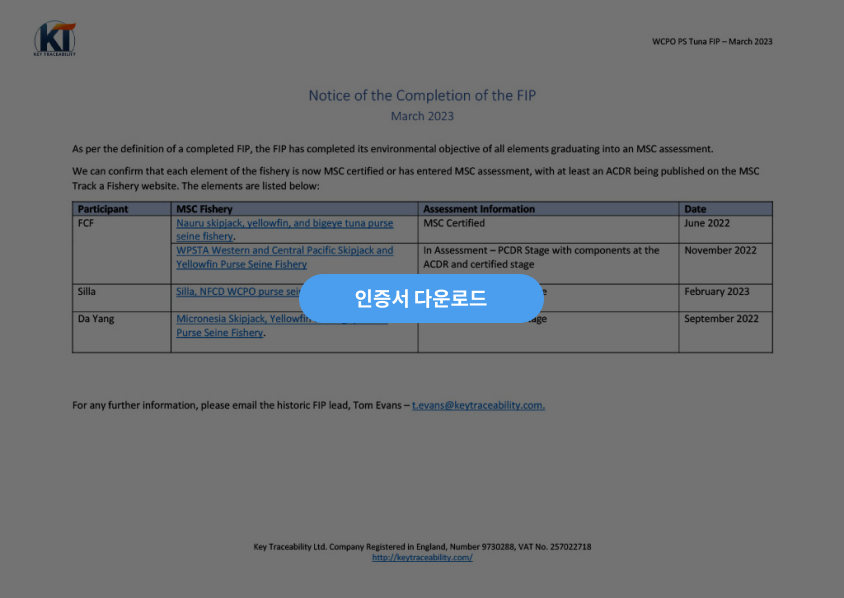 KT
KEY TRACEABILITY
WCPO PS Tuna FIP – March 2023
Notice of the Completion of the FIP
March 2023
As per the definition of a completed FIP, the FIP has completed its environmental objective of all elements graduating into an MSC assessment.
We can confirm that each element of the fishery is now MSC certified or has entered MSC assessment, with at least an ACDR being published on the MSC
Track a Fishery website. The elements are listed below:
Participant MSC Fishery Assessment Information Date
FCF Nauru skipjack, yellowfin, and bigeye tuna purse MSC Certified June 2022
seine fishery.
WPSTA Western and Central Pacific Skipjack and In Assessment – PCDR Stage with components at the November 2022
Yellowfin Purse Seine Fishery ACDR and certified stage
Silla Silla, NFCD WCPO purse February 2023
인증서 다운로드
Da Yang Micronesia Skipjack, Yellowfin September 2022
Purse Seine Fishery.
For any further information, please email the historic FIP lead, Tom Evans – t.evans@keytraceability.com.
Key Traceability Ltd. Company Registered in England, Number 9730288, VAT No. 257022718
http://keytraceability.com/